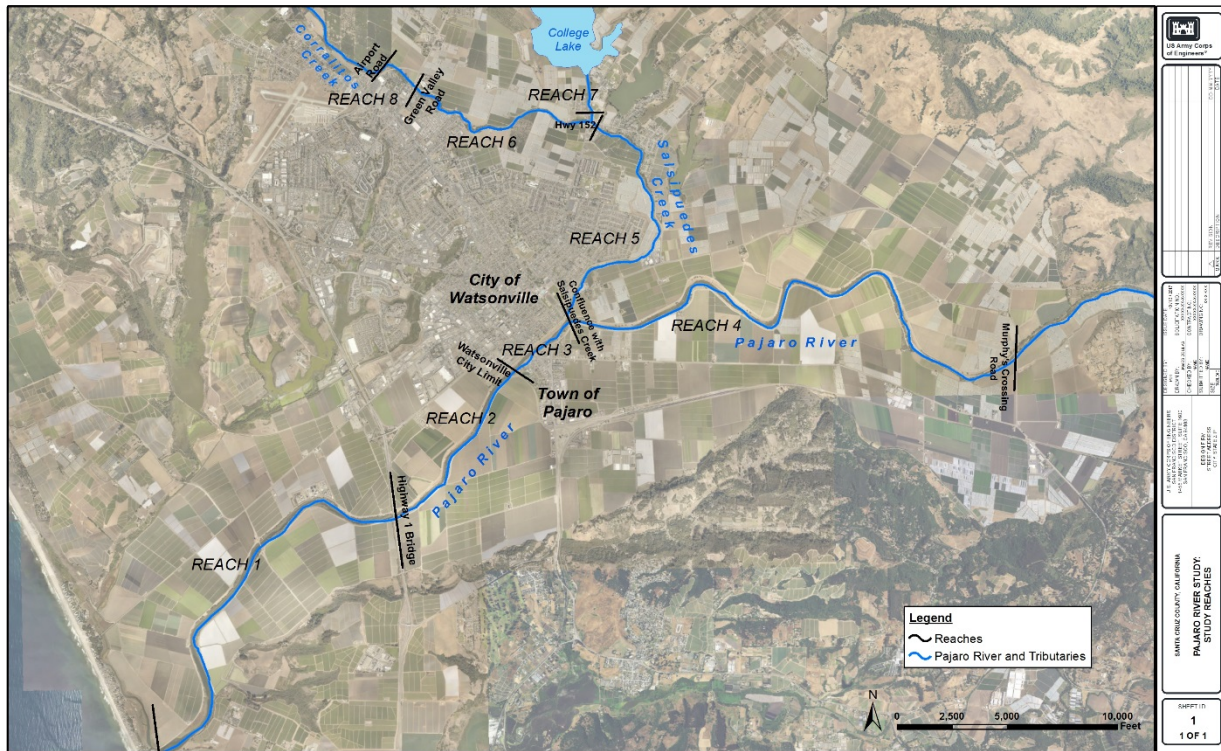 College
Lake
Corralitos
Creek
Airport
Road
REACH 8
Green Valley
Road
REACH 7
Hwy 152
REACH 6
Salsipuedes
Creek
REACH 5
City of
Watsonville
Confluence with
Salsipuedes Creek
REACH 4
Pajaro River
Murphy's Crossing
Road
REACH 3
Watsonville
City Limit
Town of
Pajaro
REACH 2
Pajaro River
Highway 1 Bridge
REACH 1
Legend
Reaches
Pajaro River and Tributaries
N
0 2,500 5,000 10,000
Feet
US Army Corps
of Engineers®
SANTA CRUZ COUNTY, CALIFORNIA
PAJARO RIVER STUDY:
STUDY REACHES
SHEET ID
1
1 OF 1